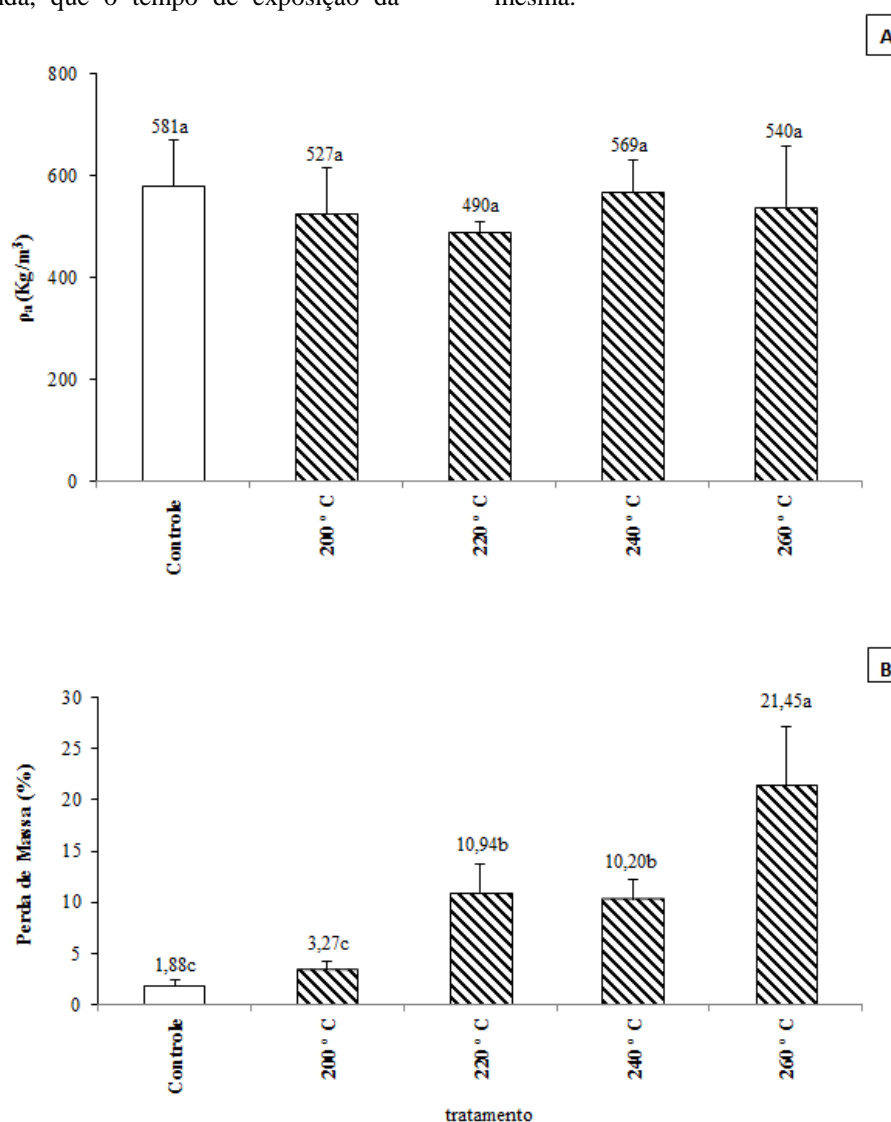 nda, que o tempo de exposição da
mesma.
A
800
600
400
200
0
ρa (Kg/m³)
581a
527a
490a
569a
540a
Controle
200 ° C
220 ° C
240 ° C
260 ° C
B
30
25
20
15
10
5
0
Perda de Massa (%)
1,88c
3,27c
10,94b
10,20b
21,45a
Controle
200 ° C
220 ° C
240 ° C
260 ° C
tratamento